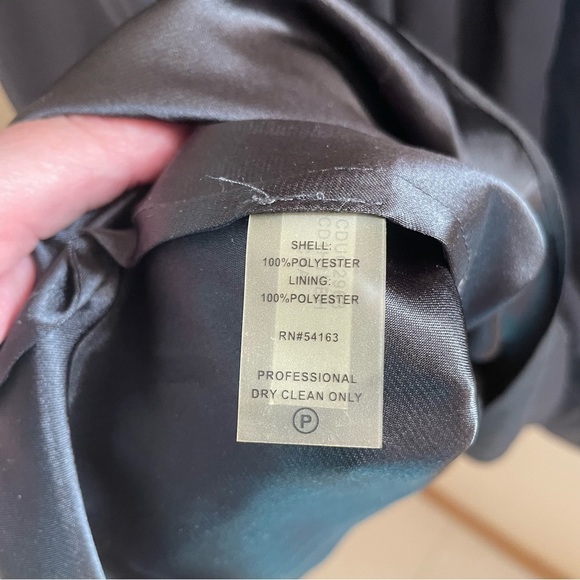 SHELL:
100%POLYESTER
LINING:
100%POLYESTER
RN#54163
PROFESSIONAL
DRY CLEAN ONLY
P